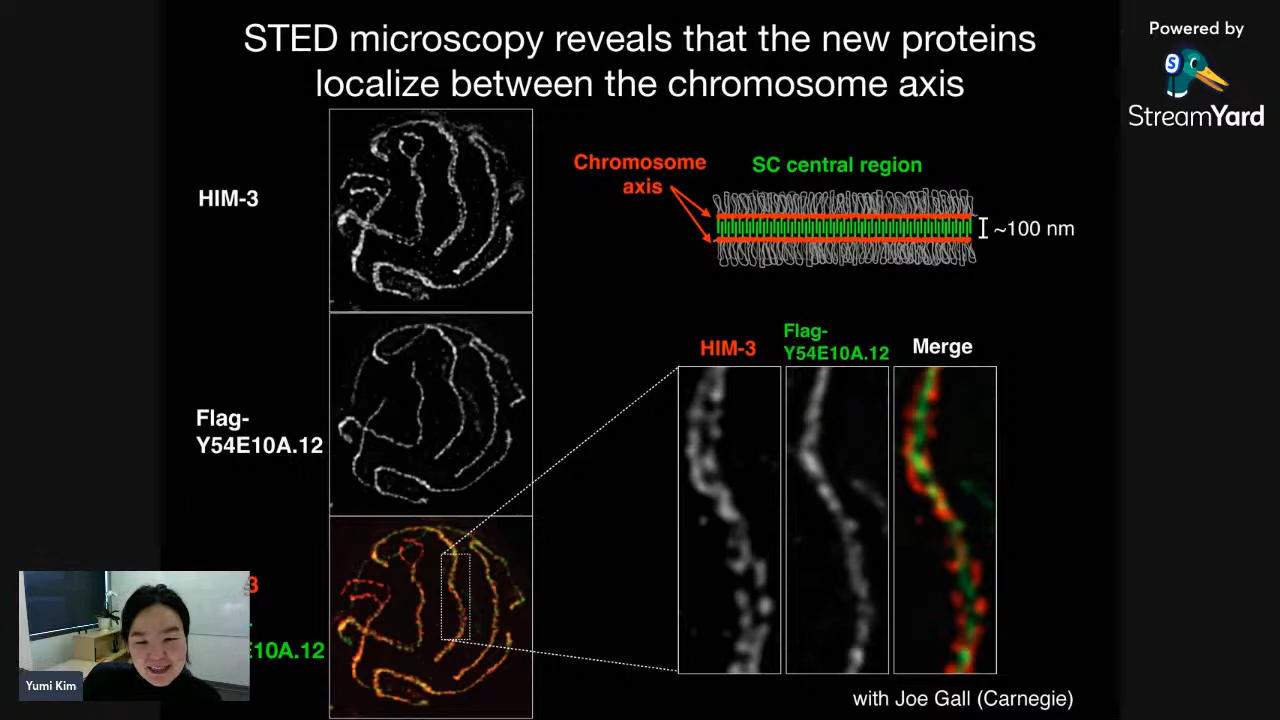 STED microscopy reveals that the new proteins
localize between the chromosome axis
Powered by
S
StreamYard
HIM-3
Chromosome
axis
SC central region
~100 nm
Flag-
Y54E10A.12
HIM-3
Flag-
Y54E10A.12
Merge
3
E10A.12
Yumi Kim
with Joe Gall (Carnegie)